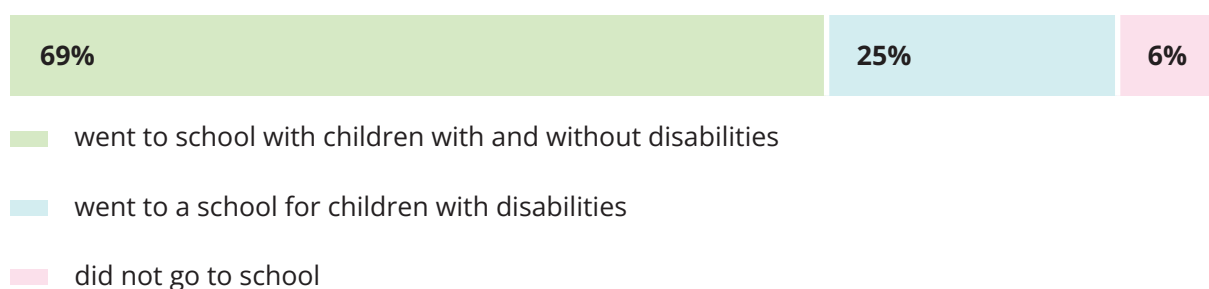 69% 25% 6%
went to school with children with and without disabilities
went to a school for children with disabilities
did not go to school